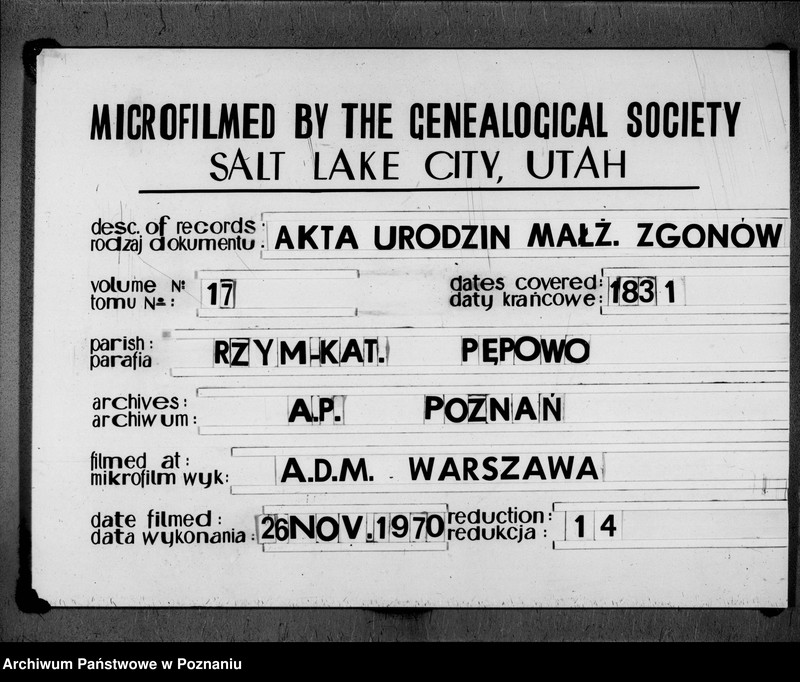 MICROFILMED BY THE GENEALOGICAL SOCIETY
SALT LAKE CITY, UTAH
desc. of records: AKTA URODZIN MAŁŻ. ZGONÓW
rodzaj dokumentu:
volume №: 17 dates covered: 1831
tomu №: daty krańcowe:
parish: RZYM-KAT. PĘPOWO
parafia
archives: A.P. POZNAŃ
archiwum:
filmed at: A.D.M. WARSZAWA
mikrofilm wyk:
date filmed: 26 NOV. 1970 reduction: 14
data wykonania: redukcja:
Archiwum Państwowe w Poznaniu